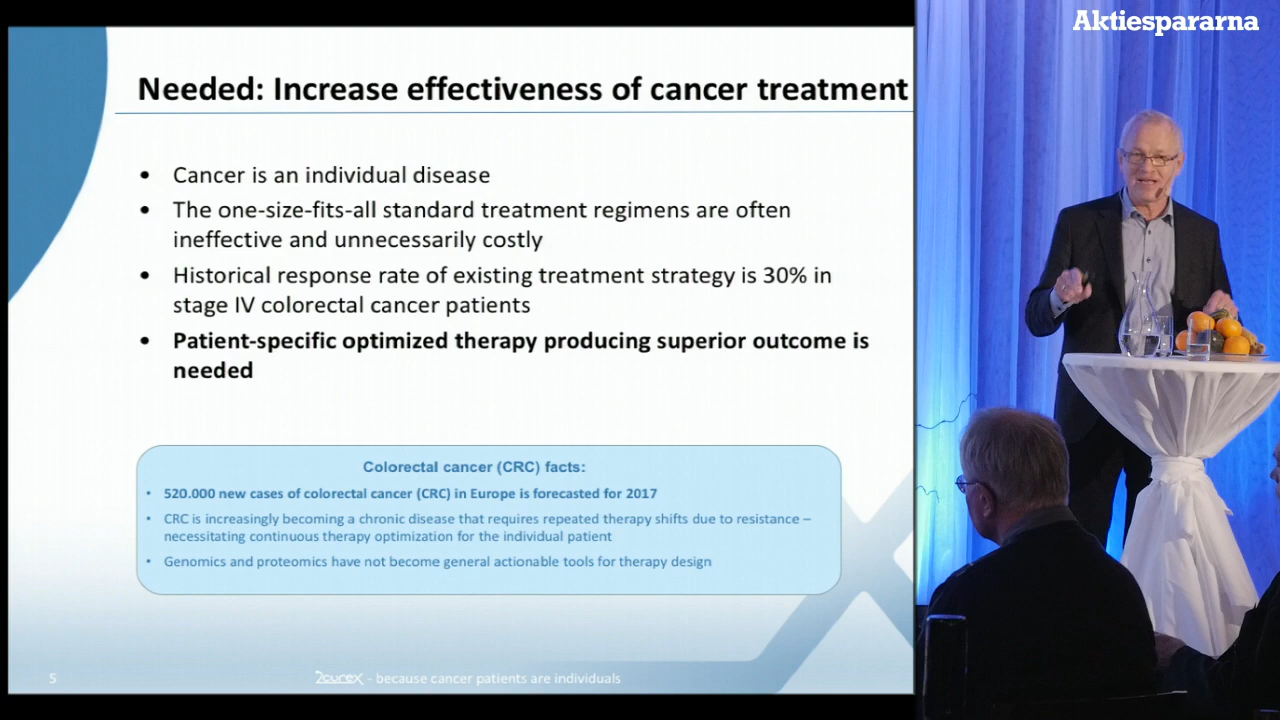 Aktiespararna
Needed: Increase effectiveness of cancer treatment
• Cancer is an individual disease
• The one-size-fits-all standard treatment regimens are often
ineffective and unnecessarily costly
• Historical response rate of existing treatment strategy is 30% in
stage IV colorectal cancer patients
• Patient-specific optimized therapy producing superior outcome is
needed
Colorectal cancer (CRC) facts:
• 520.000 new cases of colorectal cancer (CRC) in Europe is forecasted for 2017
• CRC is increasingly becoming a chronic disease that requires repeated therapy shifts due to resistance –
necessitating continuous therapy optimization for the individual patient
• Genomics and proteomics have not become general actionable tools for therapy design
5
2cureX - because cancer patients are individuals